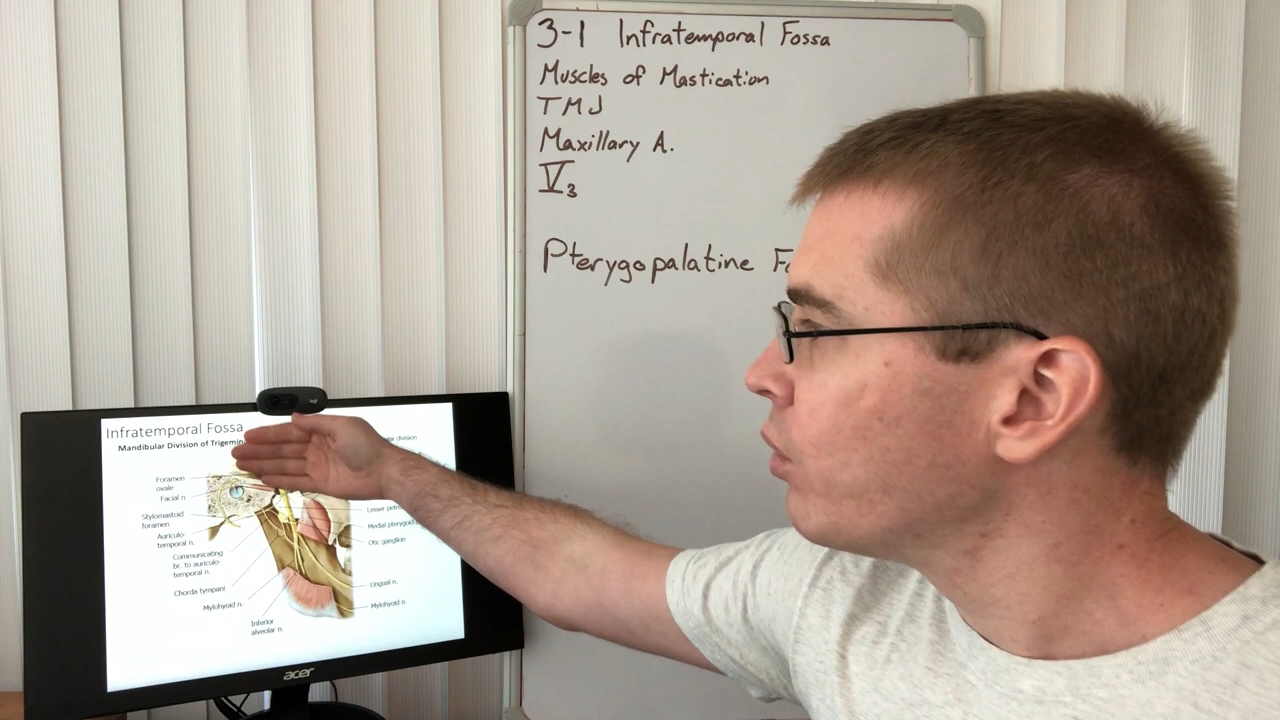 3-1 Infratemporal Fossa
Muscles of Mastication
TMJ
Maxillary A.
V3
Pterygopalatine
Infratemporal Fossa
Mandibular Division of
division
Foramen
ovale
Facial n.
Stylomastoid
foramen
Auriculo-
temporal n.
Communicating
br. to auriculo-
temporal n.
Chorda tympani
Mylohyoid n.
Inferior
alveolar n.
Lesser
Medial pterygoid
Otic ganglion
Lingual n.
Mylohyoid n.
acer